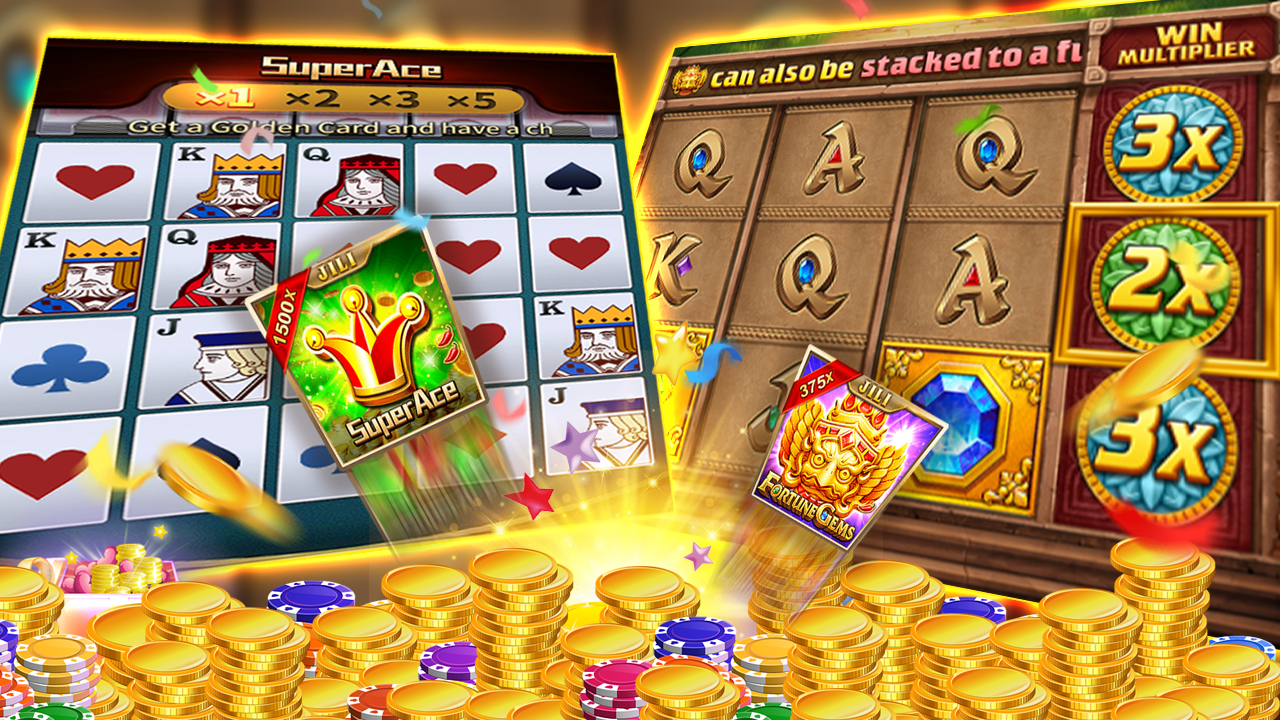 SuperAce
×1 ×2 ×3 ×5
Get a Golden Card and have a ch
K Q
K Q
J
K
J
JILI
1500X
SuperAce
can also be stacked to a fu
WIN
MULTIPLIER
Q A Q 3x
K Q A 2x
3x
375X
JILI
FORTUNE GEMS